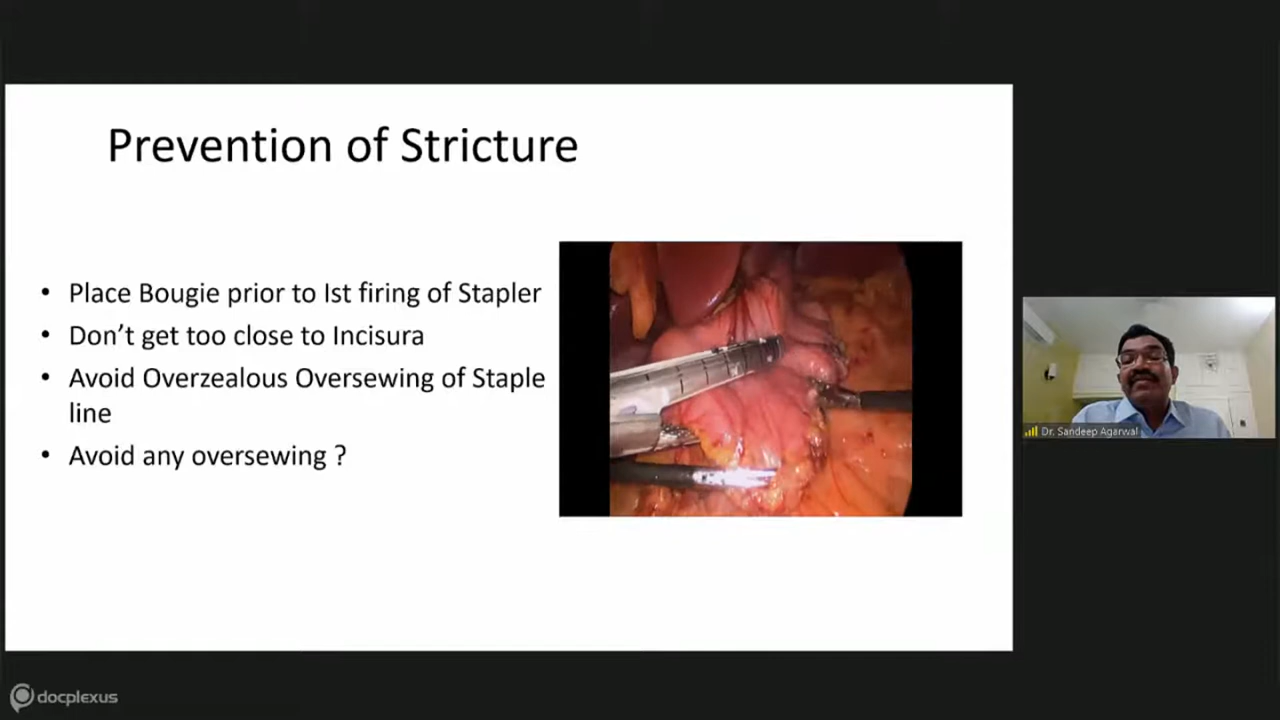 Prevention of Stricture
• Place Bougie prior to Ist firing of Stapler
• Don’t get too close to Incisura
• Avoid Overzealous Oversewing of Staple
line
• Avoid any oversewing ?
Dr. Sandeep Agarwal
docplexus